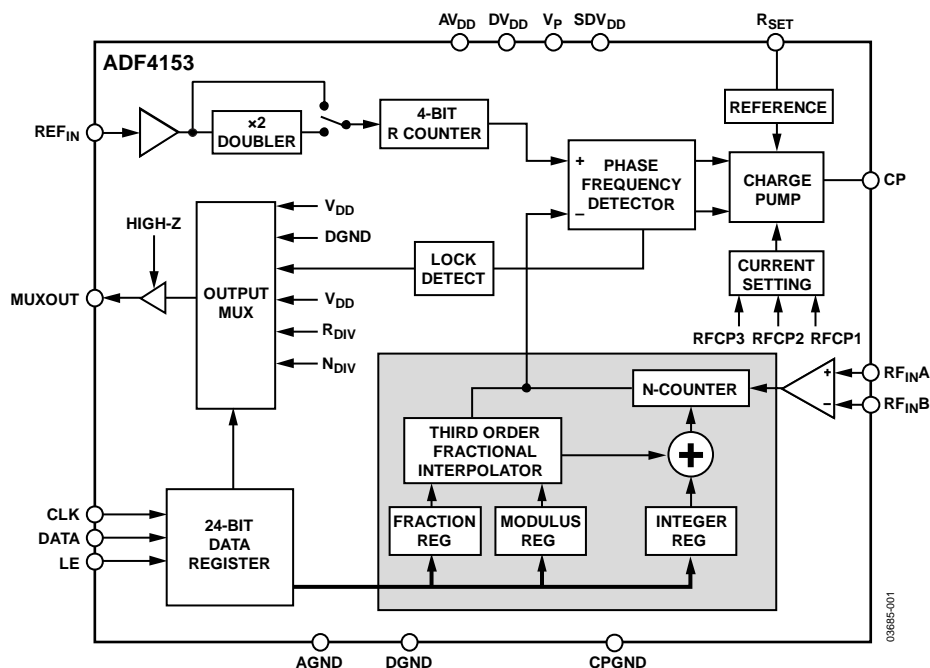 AVDD DVDD VP SDVDD RSET
ADF4153
REFIN
×2
DOUBLER
4-BIT
R COUNTER
REFERENCE
+
−
PHASE
FREQUENCY
DETECTOR
CHARGE
PUMP
CP
HIGH-Z
MUXOUT
OUTPUT
MUX
VDD
DGND
LOCK
DETECT
VDD
RDIV
NDIV
CURRENT
SETTING
RFCP3 RFCP2 RFCP1
N-COUNTER
+
−
RFINA
RFINB
THIRD ORDER
FRACTIONAL
INTERPOLATOR
+
CLK
DATA
LE
24-BIT
DATA
REGISTER
FRACTION
REG
MODULUS
REG
INTEGER
REG
AGND DGND CPGND
03685-001